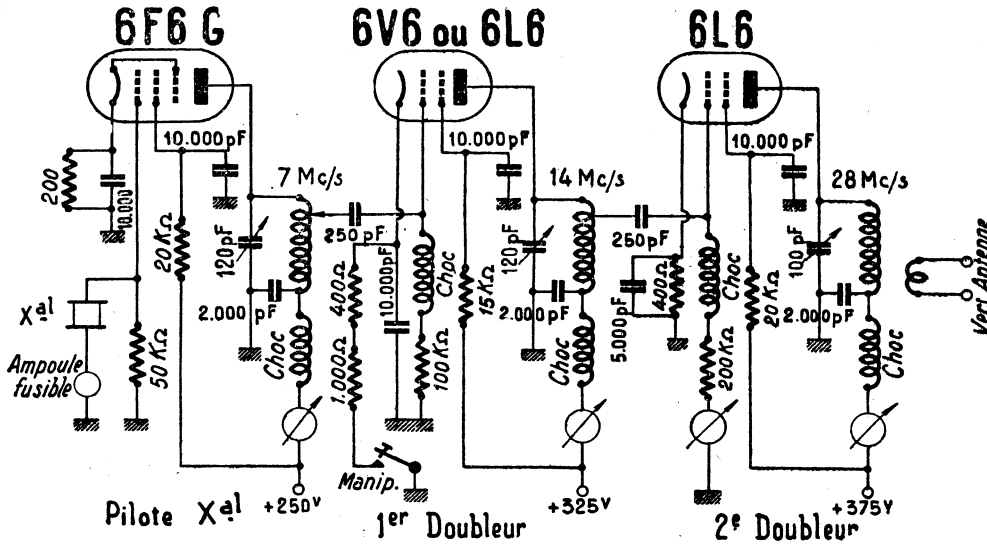 6F6 G
6V6 ou 6L6
6L6
200
10.000
10.000 pF
20 KΩ
7 Mc/s
120 pF
250 pF
2.000 pF
Choc
Xal
Ampoule
fusible
50 KΩ
+250V
Pilote Xal
10.000 pF
14 Mc/s
400Ω
1.000Ω
10.000 pF
Choc
100 KΩ
15 KΩ
120 pF
250 pF
2.000 pF
Choc
Manip.
+325V
1er Doubleur
10.000 pF
28 Mc/s
5.000 pF
400Ω
Choc
200 KΩ
20 KΩ
100 pF
2.000 pF
Choc
Vers Antenne
+375V
2e Doubleur